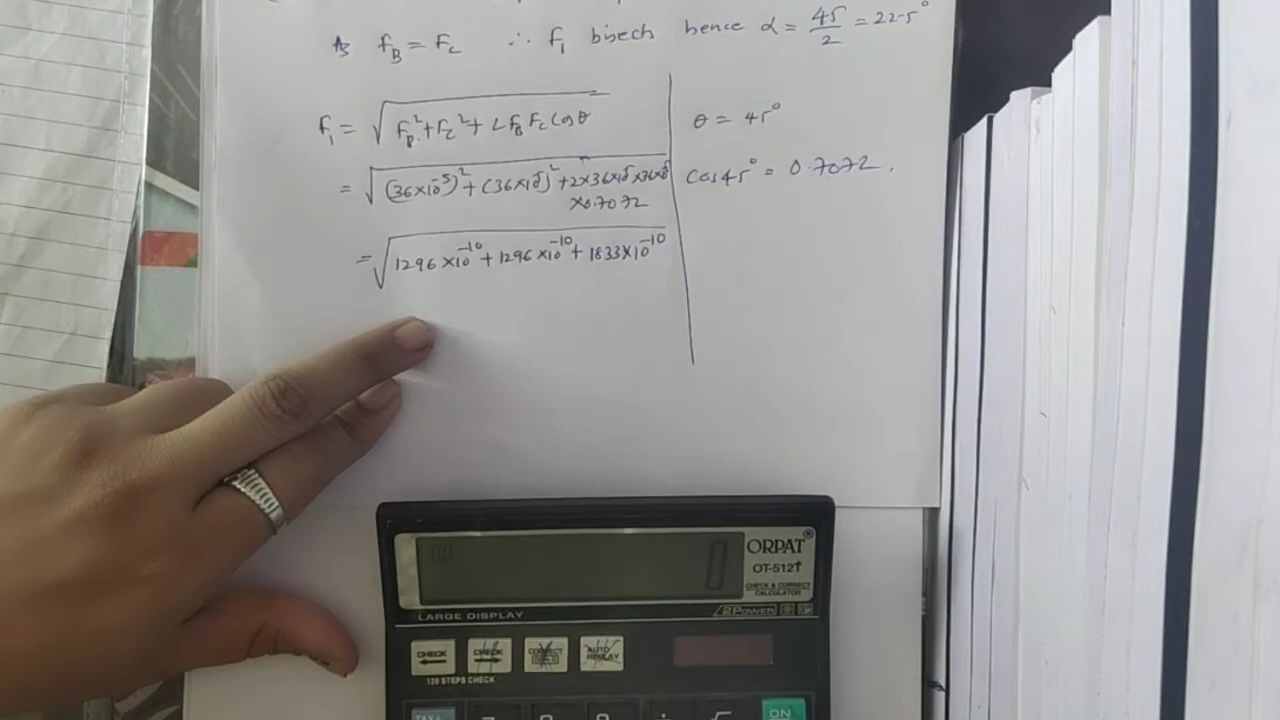 As f_B = F_c ∴ f_1 bisects hence α = 45/2 = 22.5°
f_1 = √(F_B² + F_c² + 2 f_B F_c Cos θ)
θ = 45°
= √((36×10⁻⁵)² + (36×10⁻⁵)² + 2×36×10⁻⁵×36×10⁻⁵
×0.7072
Cos 45° = 0.7072.
= √(1296×10⁻¹⁰ + 1296×10⁻¹⁰ + 1833×10⁻¹⁰)
0
ORPAT®
OT-512T
CHECK & CORRECT
CALCULATOR
LARGE DISPLAY
2POWER
CHECK
CHECK
CORRECT
AUTO REPLAY
120 STEPS CHECK
ON